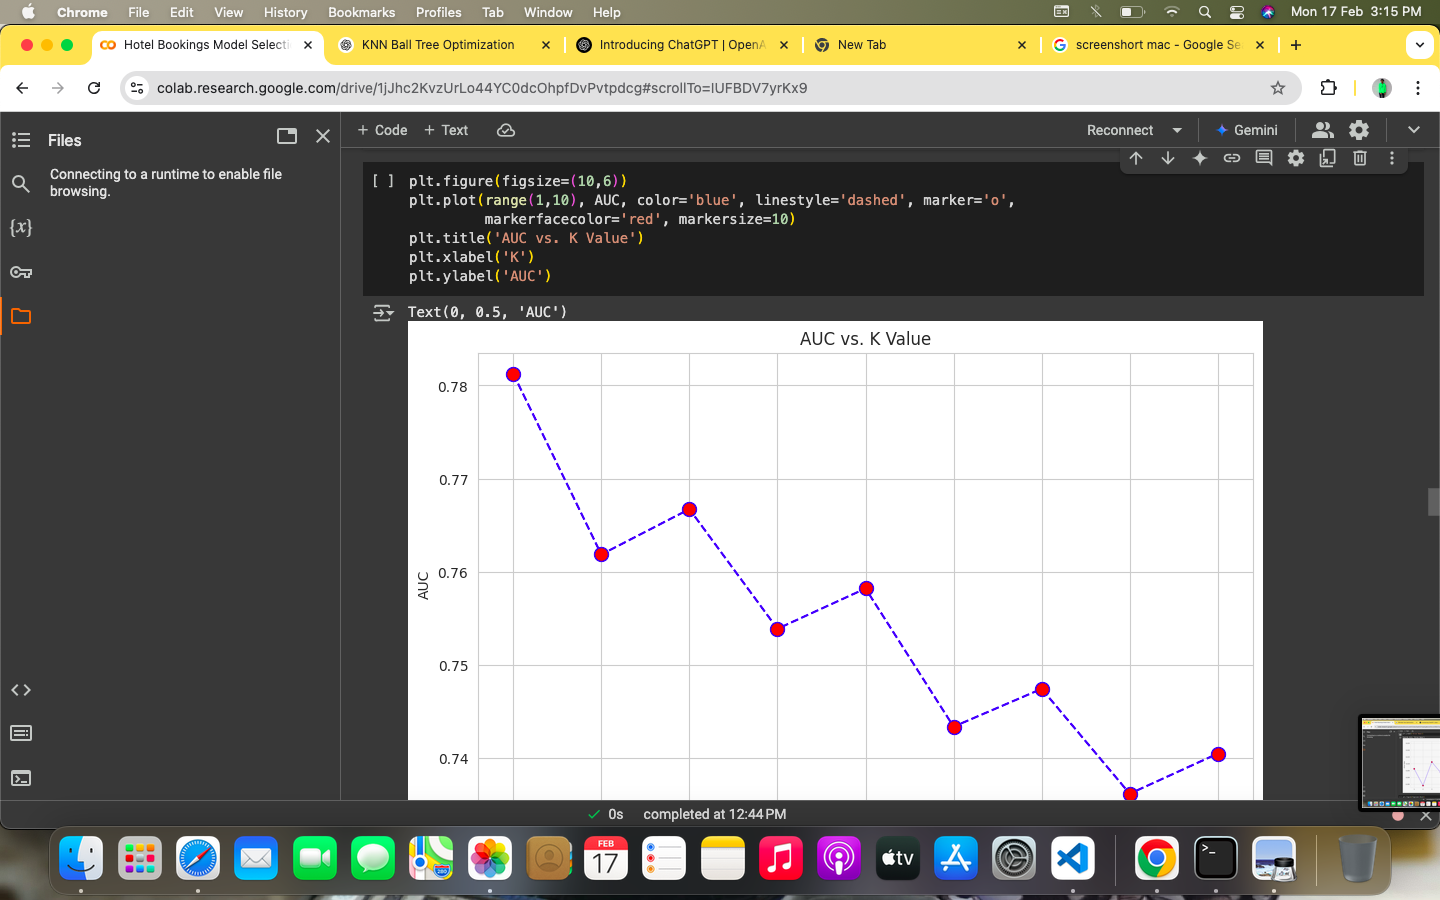 Chrome File Edit View History Bookmarks Profiles Tab Window Help Mon 17 Feb 3:15 PM
Hotel Bookings Model Selecti KNN Ball Tree Optimization Introducing ChatGPT | OpenA New Tab screenshort mac - Google Se
colab.research.google.com/drive/1jJhc2KvzUrLo44YC0dcOhpfDvPvtpdcg#scrollTo=IUFBDV7yrKx9
Files
+ Code + Text Reconnect Gemini
Connecting to a runtime to enable file
browsing.
[ ] plt.figure(figsize=(10,6))
plt.plot(range(1,10), AUC, color='blue', linestyle='dashed', marker='o',
markerfacecolor='red', markersize=10)
plt.title('AUC vs. K Value')
plt.xlabel('K')
plt.ylabel('AUC')
Text(0, 0.5, 'AUC')
AUC vs. K Value
0.78
0.77
0.76
0.75
0.74
AUC
{x}
0s completed at 12:44 PM
FEB
17
280
tv
>_